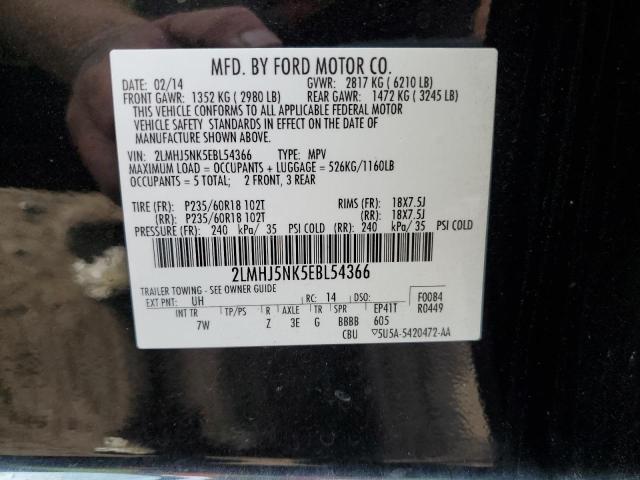 MFD. BY FORD MOTOR CO.
DATE: 02/14 GVWR: 2817 KG ( 6210 LB)
FRONT GAWR: 1352 KG ( 2980 LB) REAR GAWR: 1472 KG ( 3245 LB)
THIS VEHICLE CONFORMS TO ALL APPLICABLE FEDERAL MOTOR
VEHICLE SAFETY STANDARDS IN EFFECT ON THE DATE OF
MANUFACTURE SHOWN ABOVE.
VIN: 2LMHJ5NK5EBL54366 TYPE: MPV
MAXIMUM LOAD = OCCUPANTS + LUGGAGE = 526KG/1160LB
OCCUPANTS = 5 TOTAL; 2 FRONT, 3 REAR
TIRE (FR): P235/60R18 102T RIMS (FR): 18X7.5J
(RR): P235/60R18 102T (RR): 18X7.5J
PRESSURE (FR): 240 kPa/ 35 PSI COLD (RR): 240 kPa/ 35 PSI COLD
2LMHJ5NK5EBL54366
TRAILER TOWING - SEE OWNER GUIDE
EXT PNT: UH RC: 14 DSO: F0084
INT TR TP/PS R AXLE TR SPR EP41T R0449
7W Z 3E G BBBB 605
CBU ▽5U5A-5420472-AA